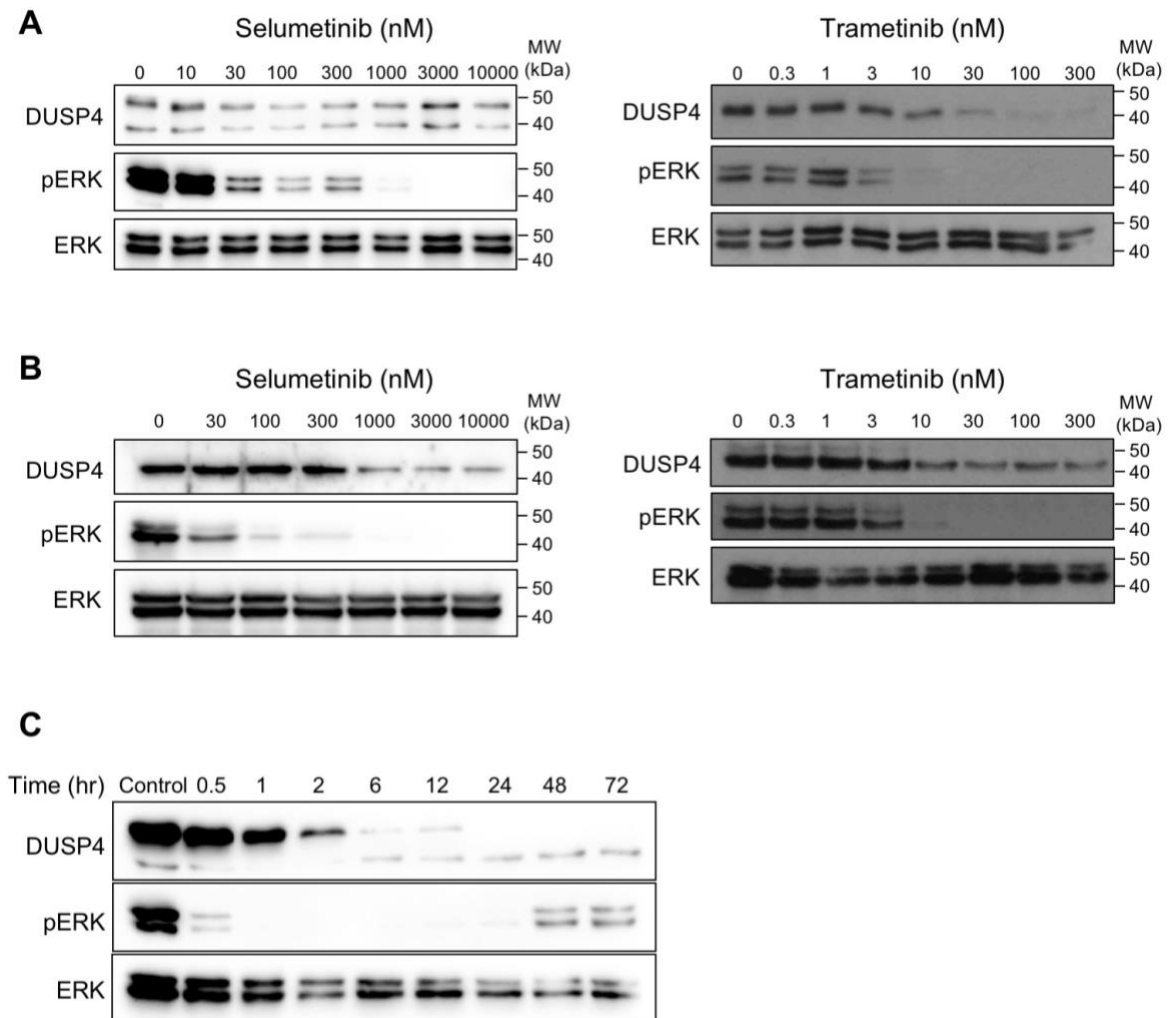 A
Selumetinib (nM)
MW
(kDa)
0 10 30 100 300 1000 3000 10000
DUSP4
50
40
pERK
50
40
ERK
50
40
Trametinib (nM)
MW
(kDa)
0 0.3 1 3 10 30 100 300
DUSP4
50
40
pERK
50
40
ERK
50
40
B
Selumetinib (nM)
MW
(kDa)
0 30 100 300 1000 3000 10000
DUSP4
50
40
pERK
50
40
ERK
50
40
Trametinib (nM)
MW
(kDa)
0 0.3 1 3 10 30 100 300
DUSP4
50
40
pERK
50
40
ERK
50
40
C
Time (hr) Control 0.5 1 2 6 12 24 48 72
DUSP4
pERK
ERK